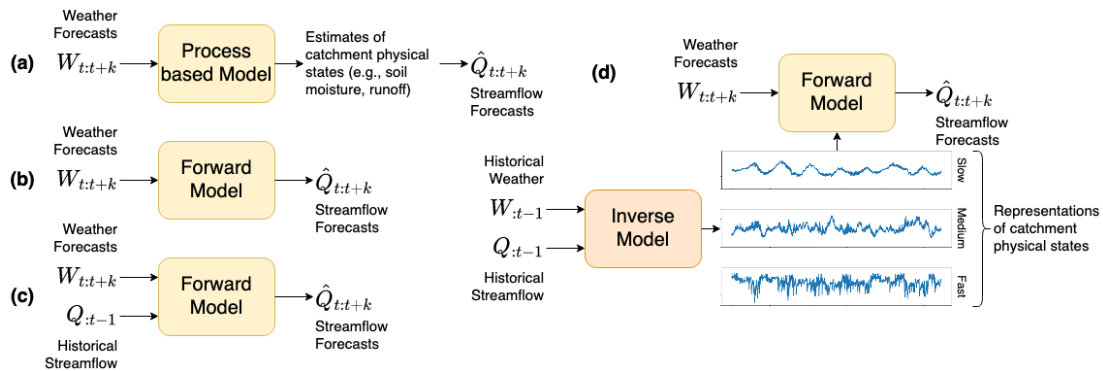 (a)
Weather
Forecasts
W_{t:t+k}
Process
based Model
Estimates of
catchment physical
states (e.g., soil
moisture, runoff)
Q̂_{t:t+k}
Streamflow
Forecasts
(b)
Weather
Forecasts
W_{t:t+k}
Forward
Model
Q̂_{t:t+k}
Streamflow
Forecasts
(c)
Weather
Forecasts
W_{t:t+k}
Q_{:t−1}
Historical
Streamflow
Forward
Model
Q̂_{t:t+k}
Streamflow
Forecasts
(d)
Weather
Forecasts
W_{t:t+k}
Forward
Model
Q̂_{t:t+k}
Streamflow
Forecasts
Historical
Weather
W_{:t−1}
Q_{:t−1}
Historical
Streamflow
Inverse
Model
Slow
Medium
Fast
Representations
of catchment
physical states